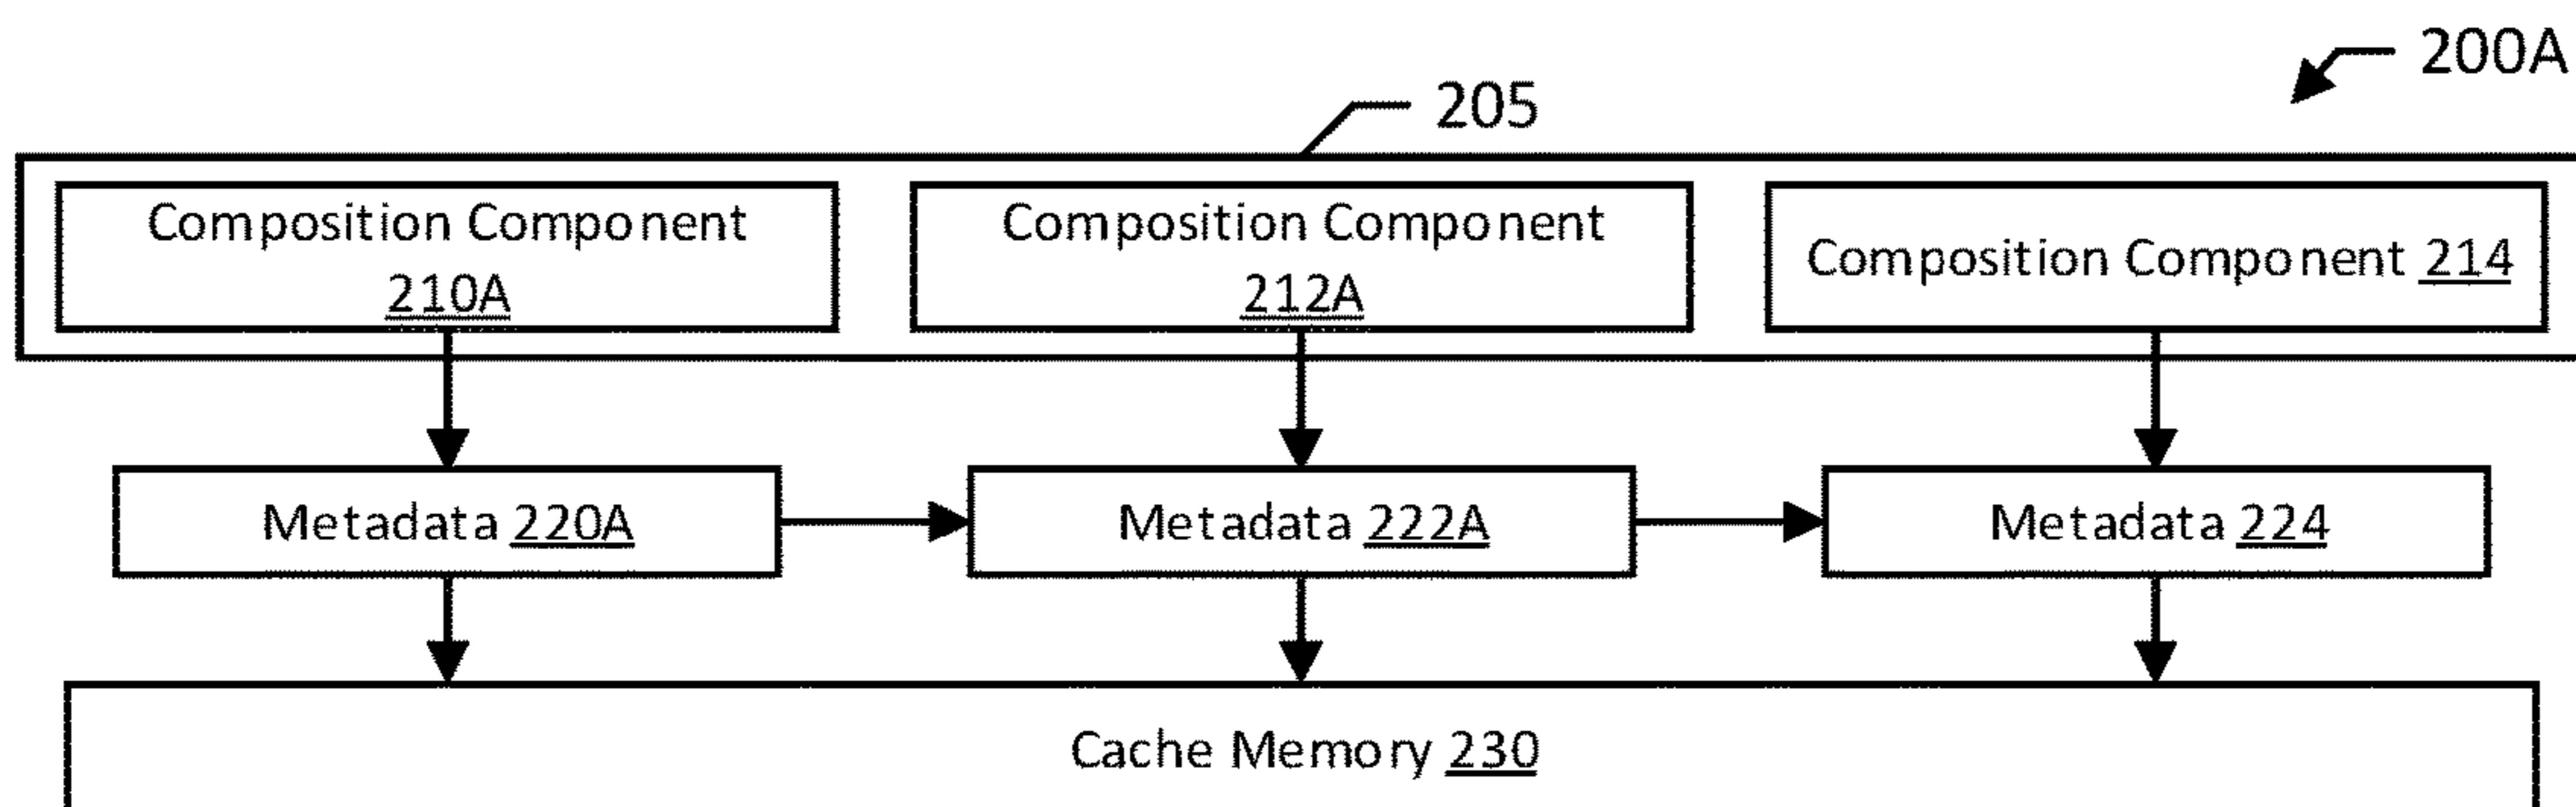 200A
205
Composition Component
210A
Composition Component
212A
Composition Component 214
Metadata 220A
Metadata 222A
Metadata 224
Cache Memory 230